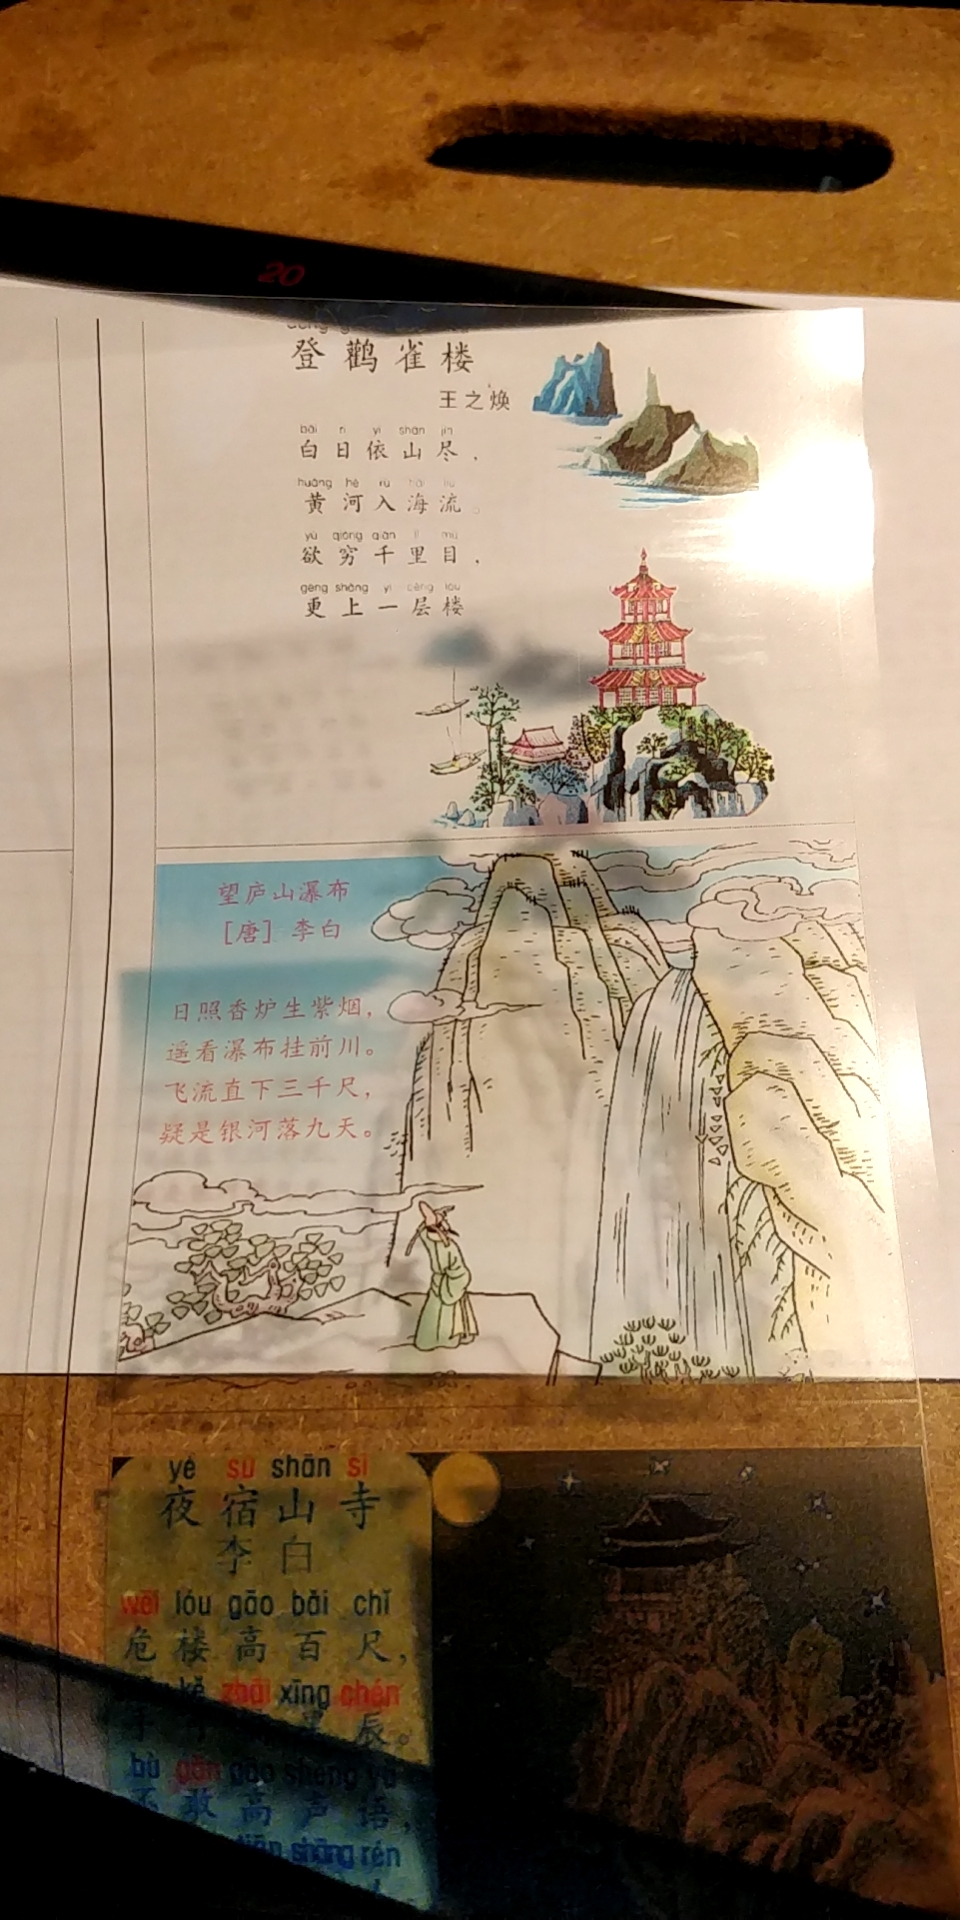 20
登鹳雀楼
王之焕
bái rì yī shān jìn
白日依山尽，
huáng hé rù hǎi liú
黄河入海流。
yù qióng qiān lǐ mù
欲穷千里目，
gèng shàng yì céng lóu
更上一层楼
望庐山瀑布
[唐] 李白
日照香炉生紫烟，
遥看瀑布挂前川。
飞流直下三千尺，
疑是银河落九天。
yè sù shān sì
夜宿山寺
李白
wēi lóu gāo bǎi chǐ
危楼高百尺，
kě zhāi xīng chén
辰。
bù gǎn gāo shēng yǔ
不敢高声语，
tiān shàng rén